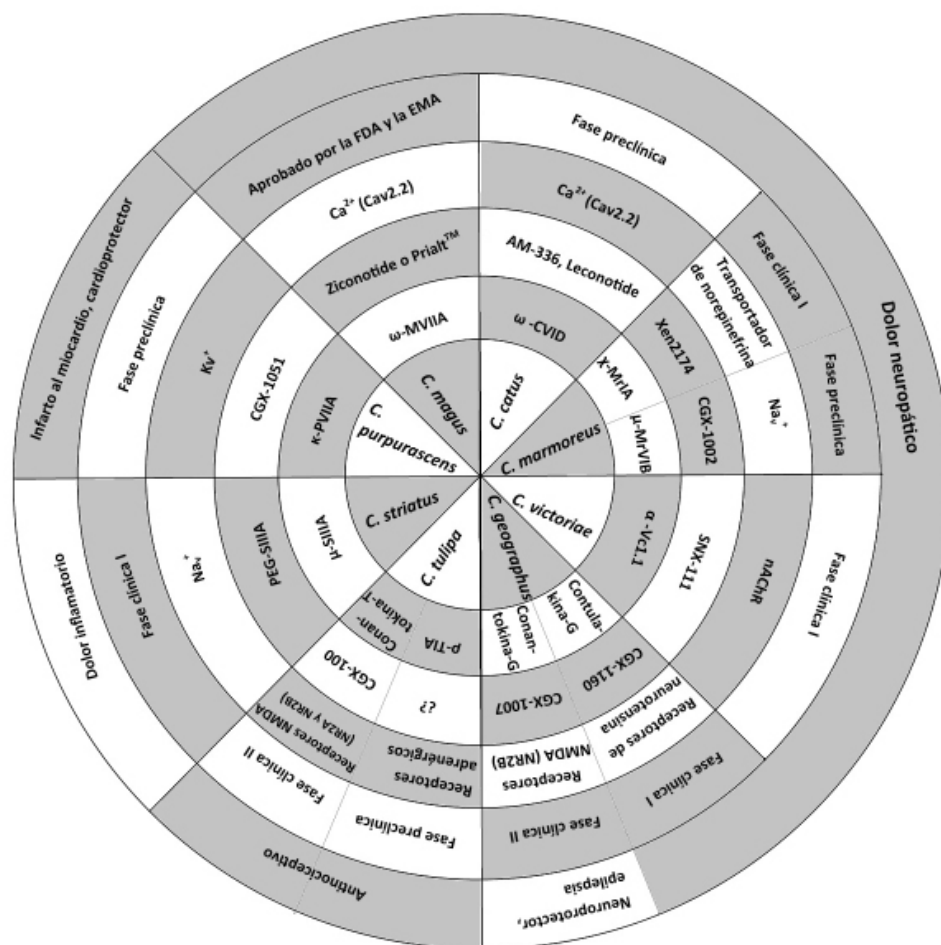 Dolor neuropático
Aprobado por la FDA y la EMA
Ca²⁺ (Cav2.2)
Ziconotide o Prialt™
ω-MVIIA
C. magus
Fase preclínica
Ca²⁺ (Cav2.2)
AM-336, Leconotide
ω -CVID
C. catus
Fase clínica I
Transportador
de norepinefrina
Xen2174
X-MrIA
C. marmoreus
Fase preclínica
Naᵥ⁺
CGX-1002
μ-MrVIB
Fase clínica I
nAChR
SNX-111
α -Vc1.1
C. victoriae
Fase clínica I
Receptores de
neurotensina
CGX-1160
Contula-
kina-G
C. geographus
Neuroprotector,
epilepsia
Fase clínica II
Receptores
NMDA (NR2B)
CGX-1007
Conan-
tokina-G
Antinociceptivo
Fase preclínica
Receptores
adrenérgicos
??
ρ-TIA
C. tulipa
Fase clínica II
Receptores NMDA
(NR2A y NR2B)
CGX-100
Conan-
tokina-T
Dolor inflamatorio
Fase clínica I
Naᵥ⁺
PEG-SIIIA
μ-SIIIA
C. striatus
Infarto al miocardio, cardioprotector
Fase preclínica
Kv⁺
CGX-1051
κ-PVIIA
C.
purpurascens